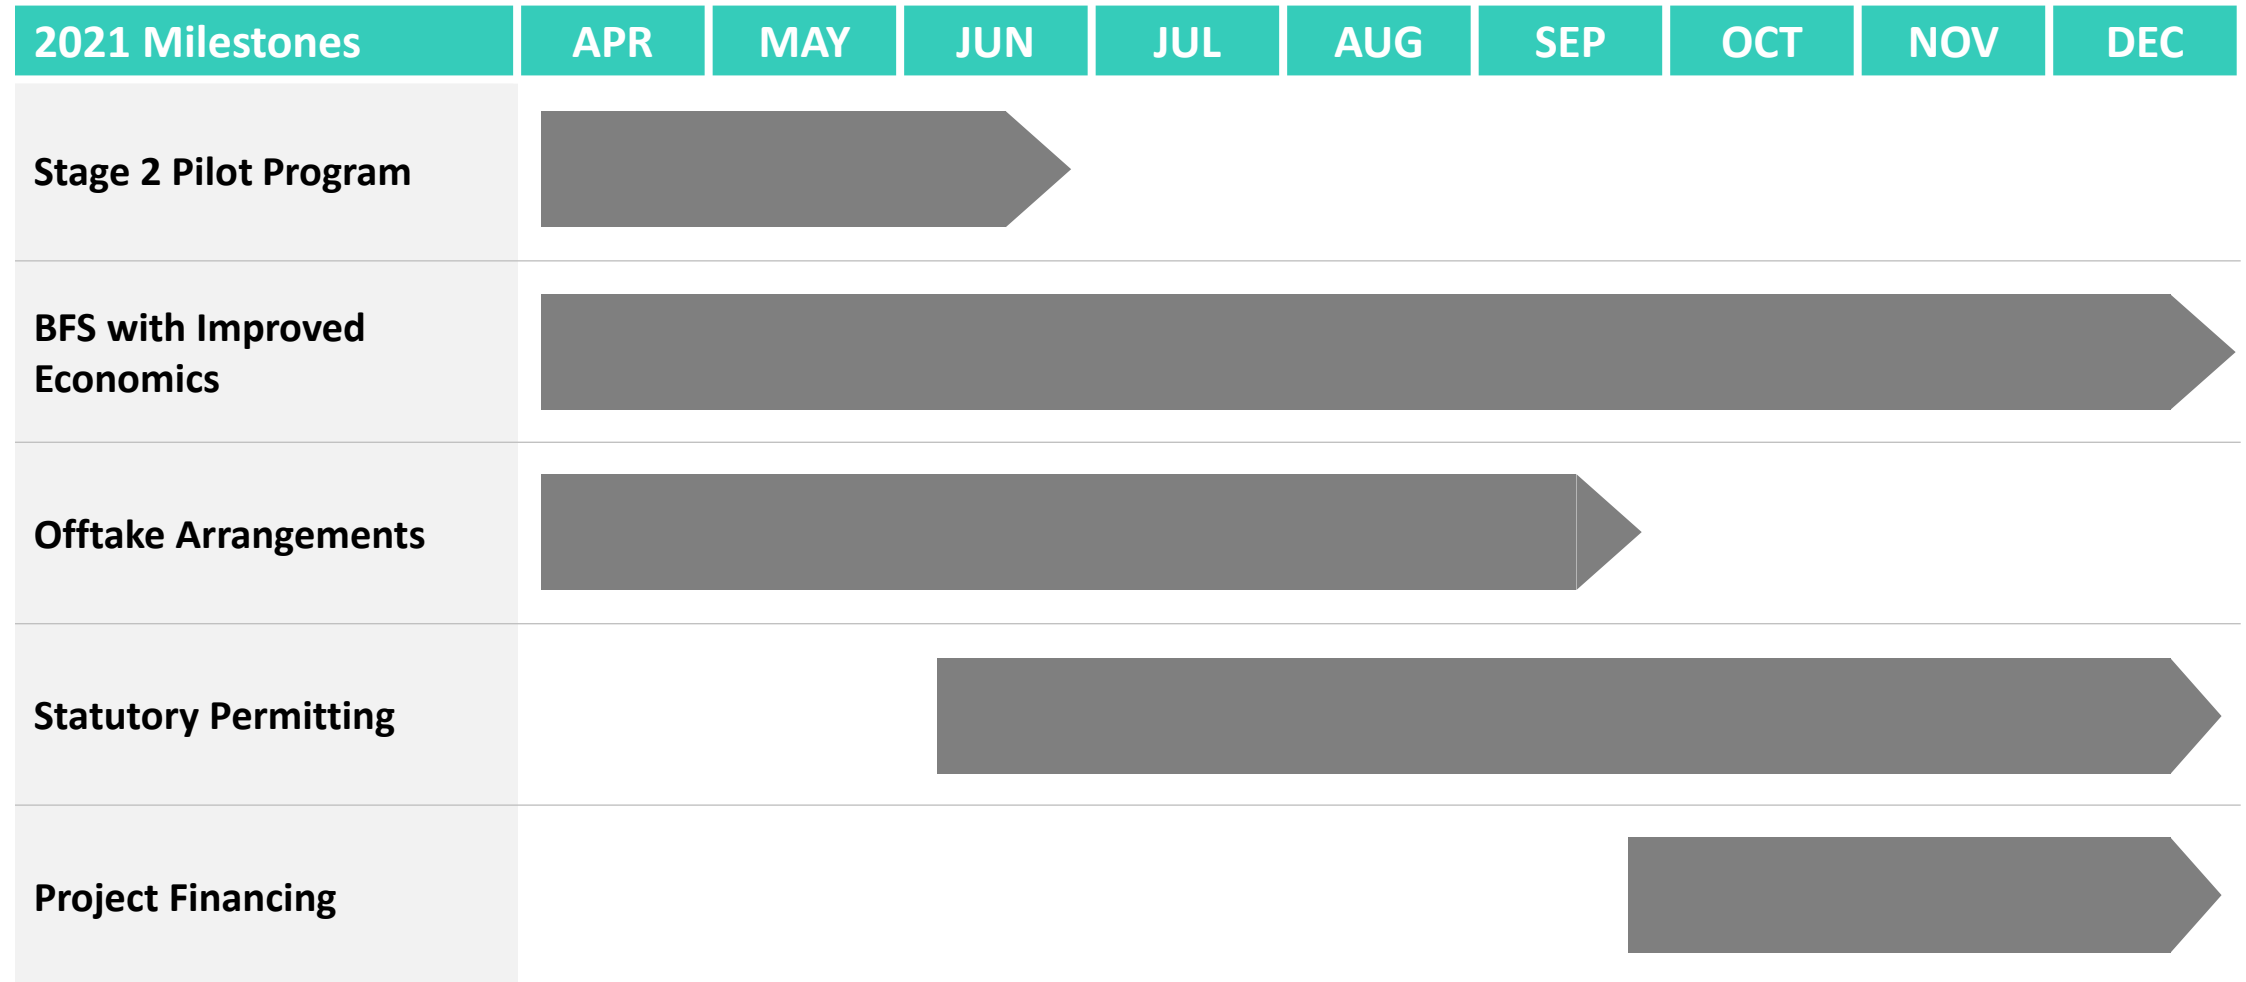 2021 Milestones APR MAY JUN JUL AUG SEP OCT NOV DEC
Stage 2 Pilot Program
BFS with Improved
Economics
Offtake Arrangements
Statutory Permitting
Project Financing